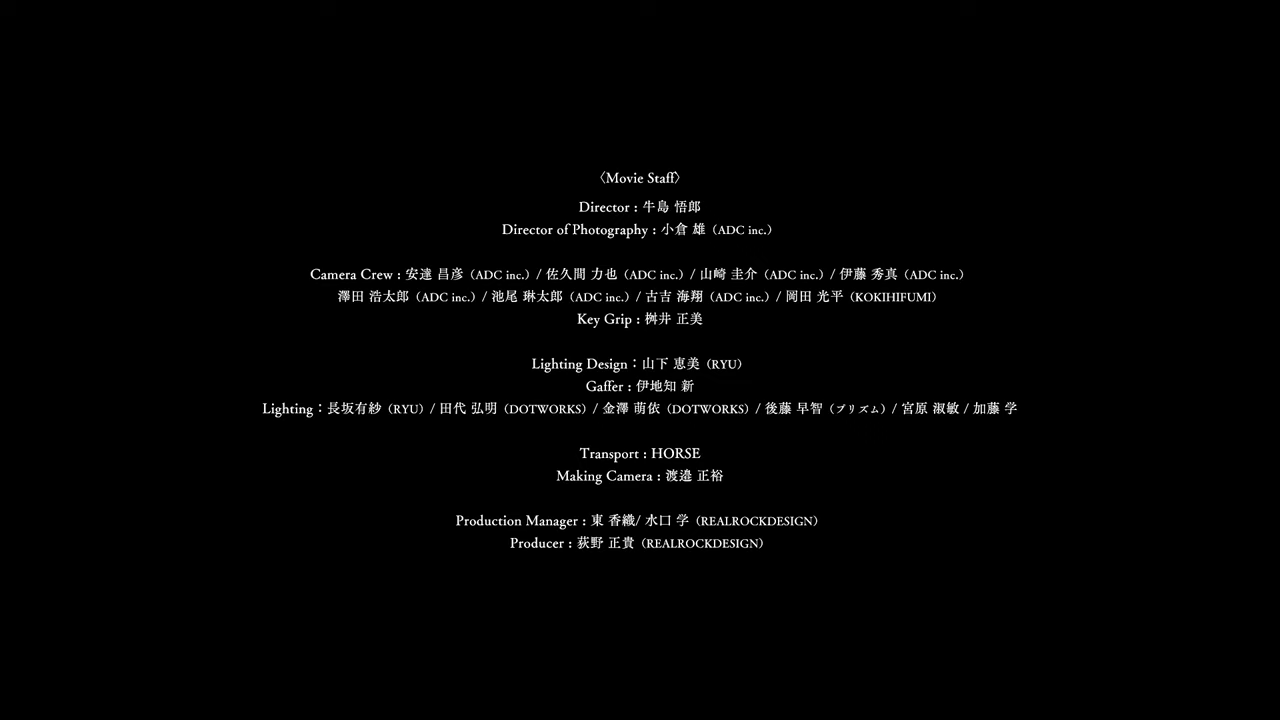 〈Movie Staff〉
Director : 牛島 悟郎
Director of Photography : 小倉 雄（ADC inc.）
Camera Crew : 安達 昌彦（ADC inc.）/ 佐久間 力也（ADC inc.）/ 山崎 圭介（ADC inc.）/ 伊藤 秀真（ADC inc.）
澤田 浩太郎（ADC inc.）/ 池尾 琳太郎（ADC inc.）/ 古吉 海翔（ADC inc.）/ 岡田 光平（KOKIHIFUMI）
Key Grip : 桝井 正美
Lighting Design：山下 恵美（RYU）
Gaffer : 伊地知 新
Lighting：長坂有紗（RYU）/ 田代 弘明（DOTWORKS）/ 金澤 萌依（DOTWORKS）/ 後藤 早智（プリズム）/ 宮原 淑敏 / 加藤 学
Transport : HORSE
Making Camera : 渡邉 正裕
Production Manager : 東 香織/ 水口 学（REALROCKDESIGN）
Producer : 荻野 正貴（REALROCKDESIGN）